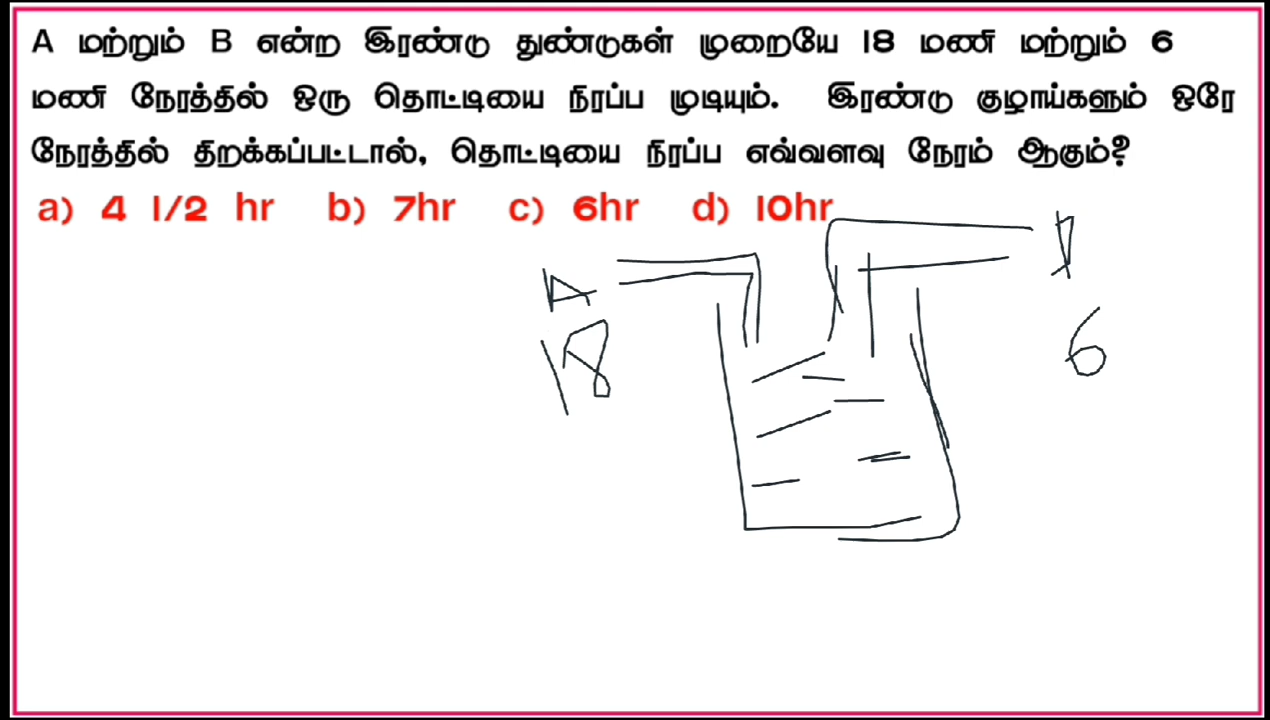 A மற்றும் B என்ற இரண்டு துண்டுகள் முறையே 18 மணி மற்றும் 6
மணி நேரத்தில் ஒரு தொட்டியை நிரப்ப முடியும். இரண்டு குழாய்களும் ஒரே
நேரத்தில் திறக்கப்பட்டால், தொட்டியை நிரப்ப எவ்வளவு நேரம் ஆகும்?
a) 4 1/2 hr b) 7hr c) 6hr d) 10hr
A
18
6